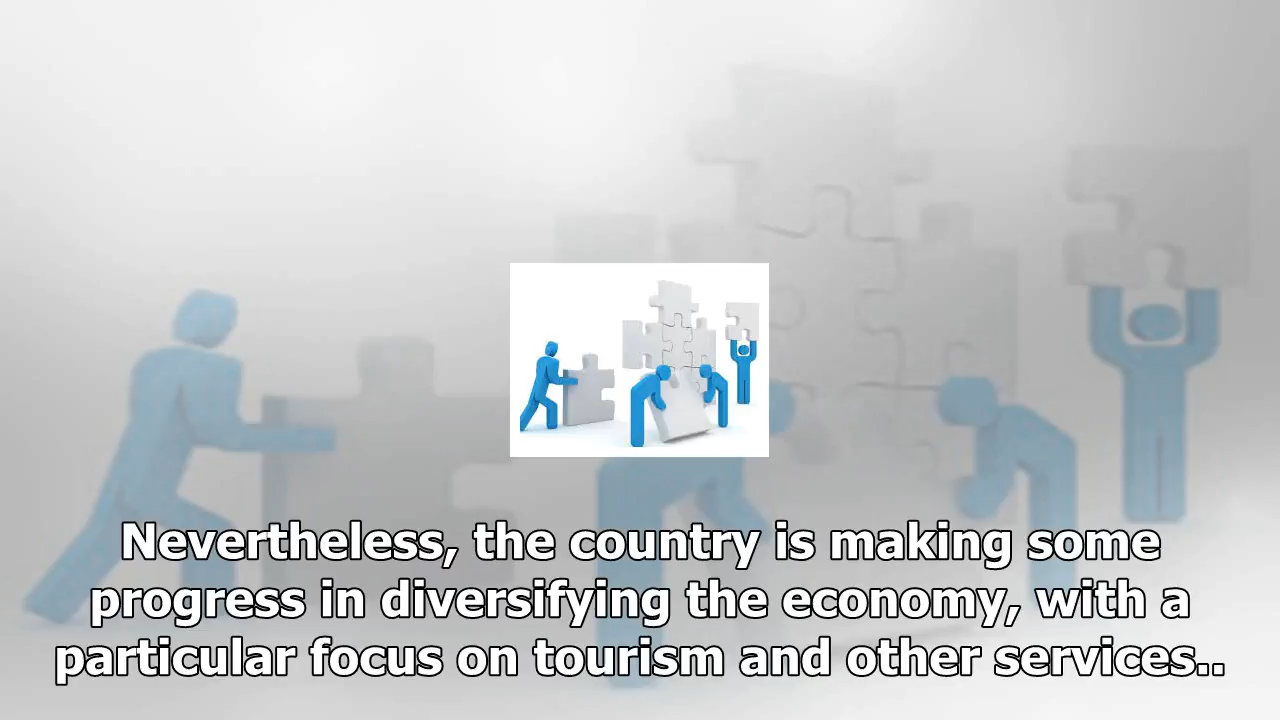 Nevertheless, the country is making some
progress in diversifying the economy, with a
particular focus on tourism and other services..